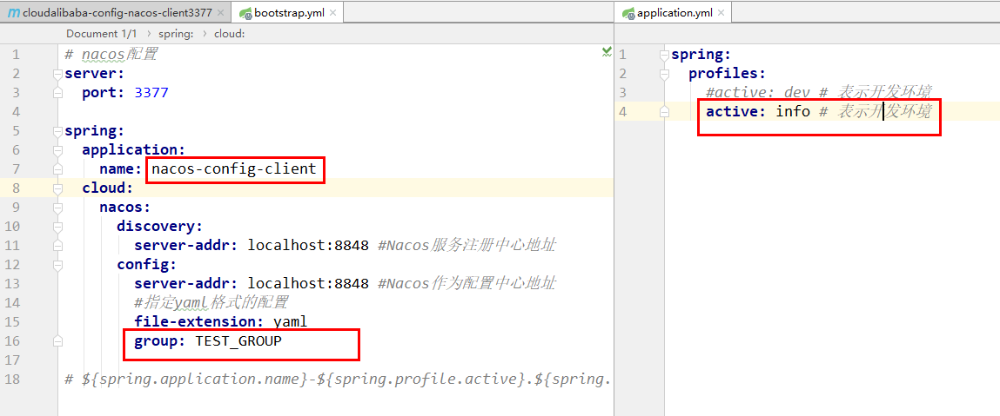 cloudalibaba-config-nacos-client3377 × bootstrap.yml ×
Document 1/1 › spring: › cloud:
1 # nacos配置
2 server:
3 port: 3377
4
5 spring:
6 application:
7 name: nacos-config-client
8 cloud:
9 nacos:
10 discovery:
11 server-addr: localhost:8848 #Nacos服务注册中心地址
12 config:
13 server-addr: localhost:8848 #Nacos作为配置中心地址
14 #指定yaml格式的配置
15 file-extension: yaml
16 group: TEST_GROUP
17
18 # ${spring.application.name}-${spring.profile.active}.${spring.
application.yml ×
1 spring:
2 profiles:
3 #active: dev # 表示开发环境
4 active: info # 表示开发环境